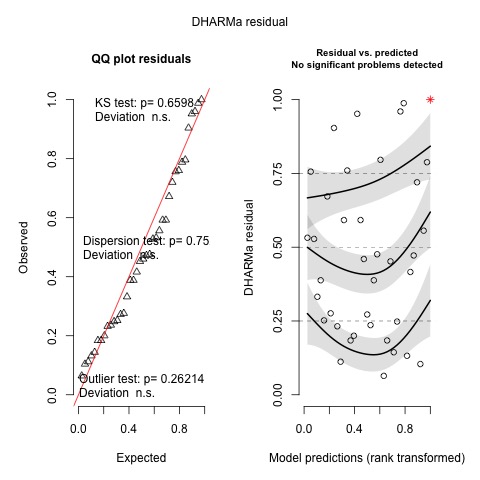 DHARMa residual
QQ plot residuals
KS test: p= 0.6598
Deviation n.s.
Dispersion test: p= 0.75
Deviation n.s.
Outlier test: p= 0.26214
Deviation n.s.
Observed
0.0
0.2
0.4
0.6
0.8
1.0
0.0
0.4
0.8
Expected
Residual vs. predicted
No significant problems detected
DHARMa residual
0.00
0.25
0.50
0.75
1.00
0.0
0.4
0.8
Model predictions (rank transformed)